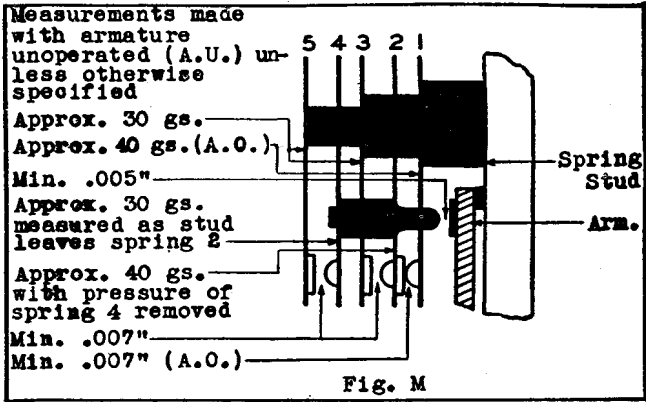 Measurements made
with armature
unoperated (A.U.) un-
less otherwise
specified
5 4 3 2 1
Approx. 30 gs.
Approx. 40 gs.(A.O.)
Min. .005"
Approx. 30 gs.
measured as stud
leaves spring 2
Approx. 40 gs.
with pressure of
spring 4 removed
Min. .007"
Min. .007" (A.O.)
Spring
Stud
Arm.
Fig. M